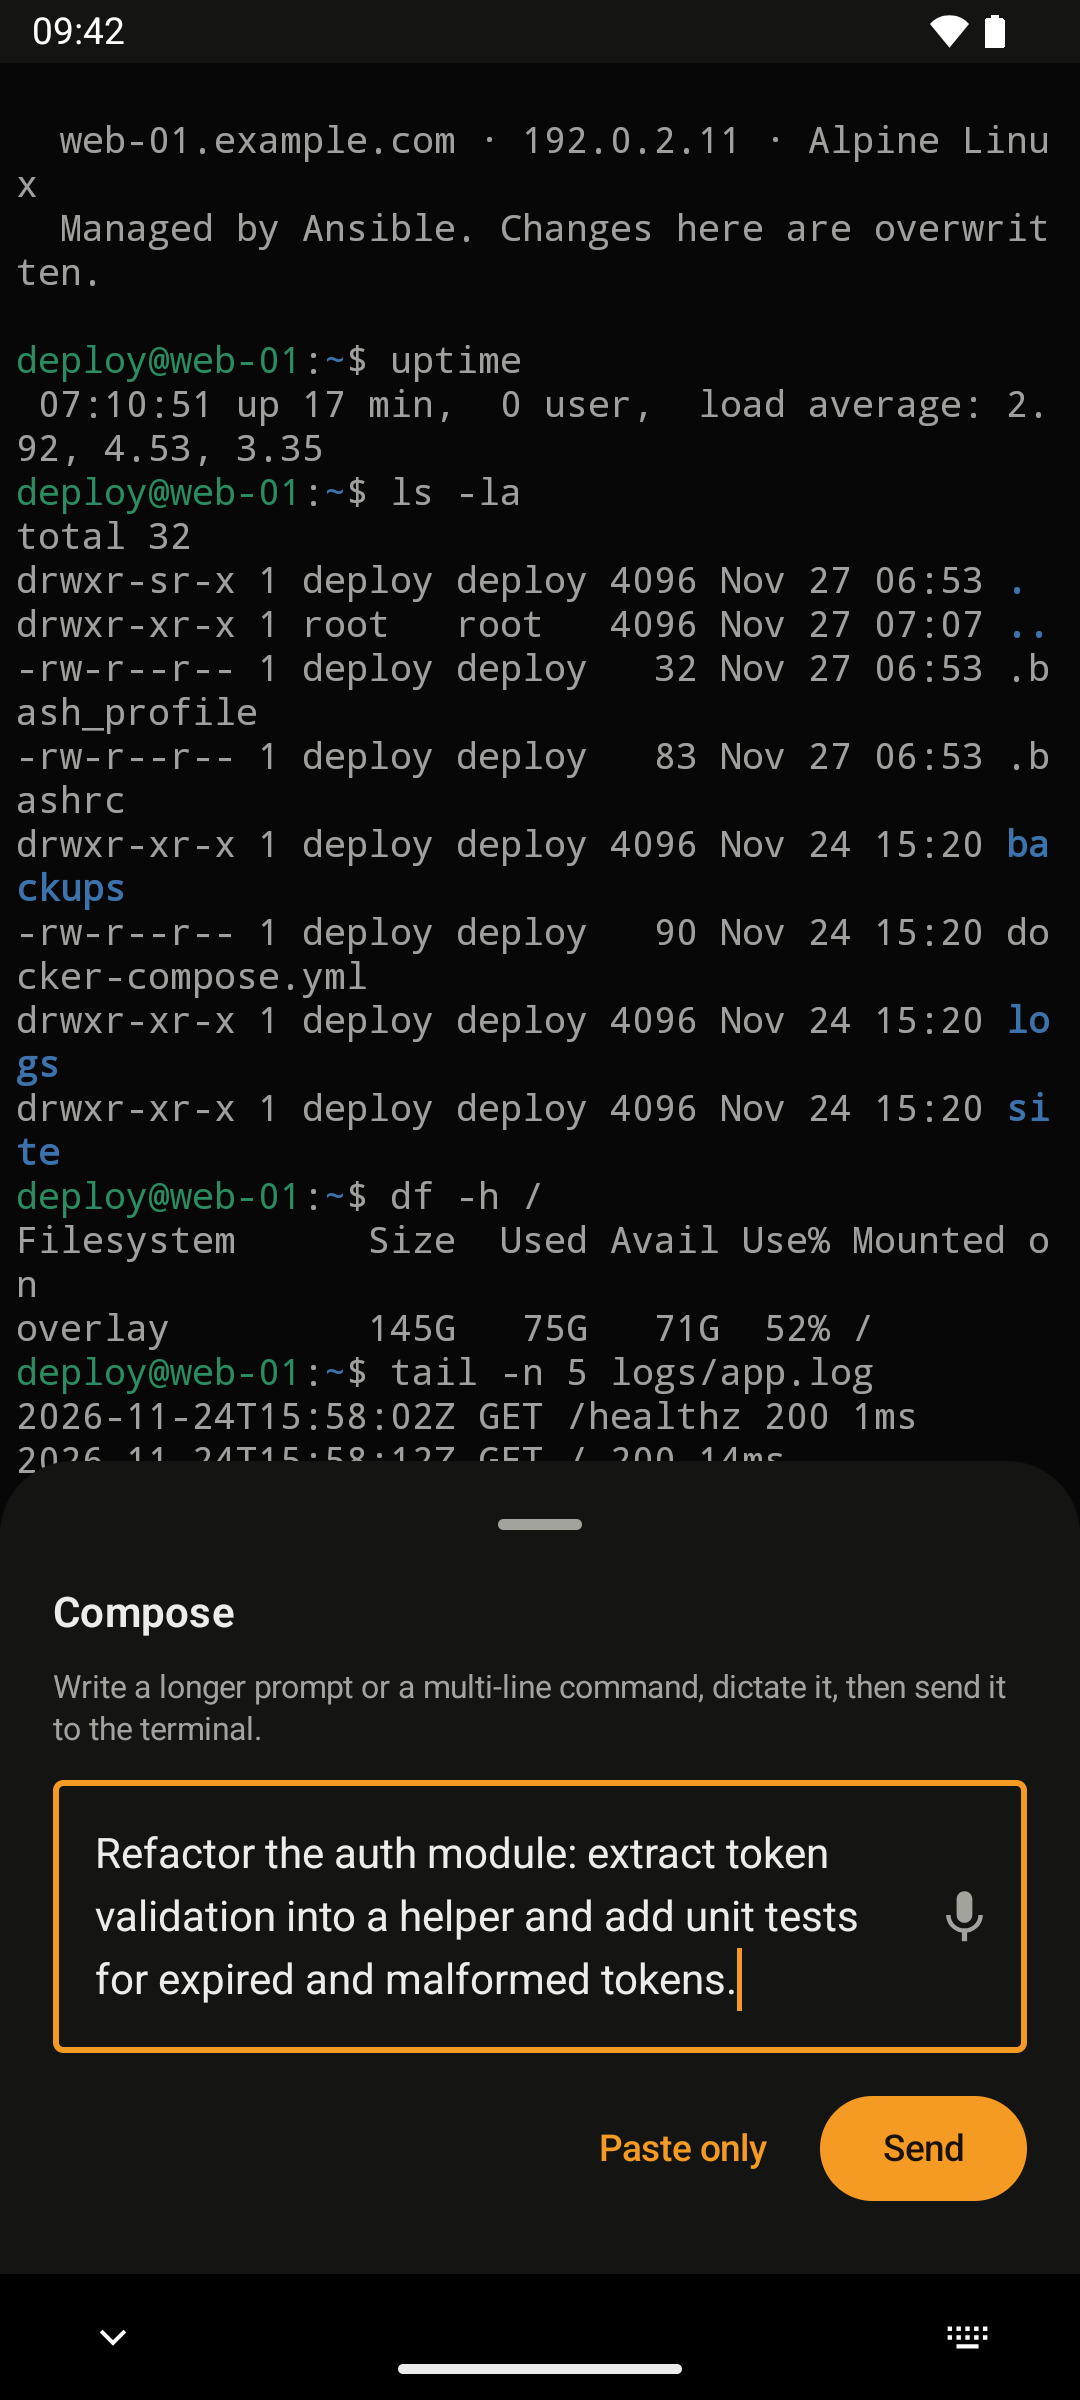 09:42
  web-01.example.com · 192.0.2.11 · Alpine Linu
x
  Managed by Ansible. Changes here are overwrit
ten.
deploy@web-01:~$ uptime
 07:10:51 up 17 min,  0 user,  load average: 2.
92, 4.53, 3.35
deploy@web-01:~$ ls -la
total 32
drwxr-sr-x 1 deploy deploy 4096 Nov 27 06:53 .
drwxr-xr-x 1 root   root   4096 Nov 27 07:07 ..
-rw-r--r-- 1 deploy deploy   32 Nov 27 06:53 .b
ash_profile
-rw-r--r-- 1 deploy deploy   83 Nov 27 06:53 .b
ashrc
drwxr-xr-x 1 deploy deploy 4096 Nov 24 15:20 ba
ckups
-rw-r--r-- 1 deploy deploy   90 Nov 24 15:20 do
cker-compose.yml
drwxr-xr-x 1 deploy deploy 4096 Nov 24 15:20 lo
gs
drwxr-xr-x 1 deploy deploy 4096 Nov 24 15:20 si
te
deploy@web-01:~$ df -h /
Filesystem      Size  Used Avail Use% Mounted o
n
overlay         145G   75G   71G  52% /
deploy@web-01:~$ tail -n 5 logs/app.log
2026-11-24T15:58:02Z GET /healthz 200 1ms
2026-11-24T15:58:12Z GET / 200 14ms
Compose
Write a longer prompt or a multi-line command, dictate it, then send it
to the terminal.
Refactor the auth module: extract token
validation into a helper and add unit tests
for expired and malformed tokens.
Paste only
Send